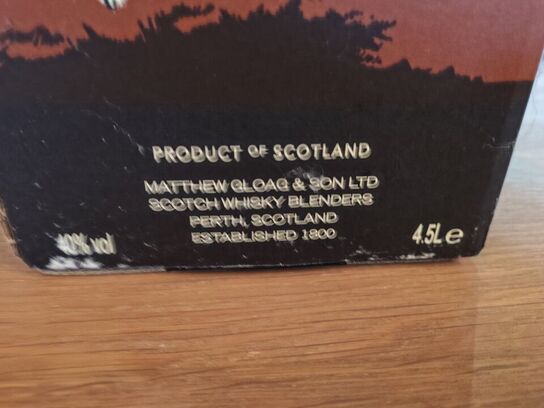 PRODUCT OF SCOTLAND
MATTHEW GLOAG & SON LTD
SCOTCH WHISKY BLENDERS
PERTH, SCOTLAND
ESTABLISHED 1800
40% vol
4.5L e